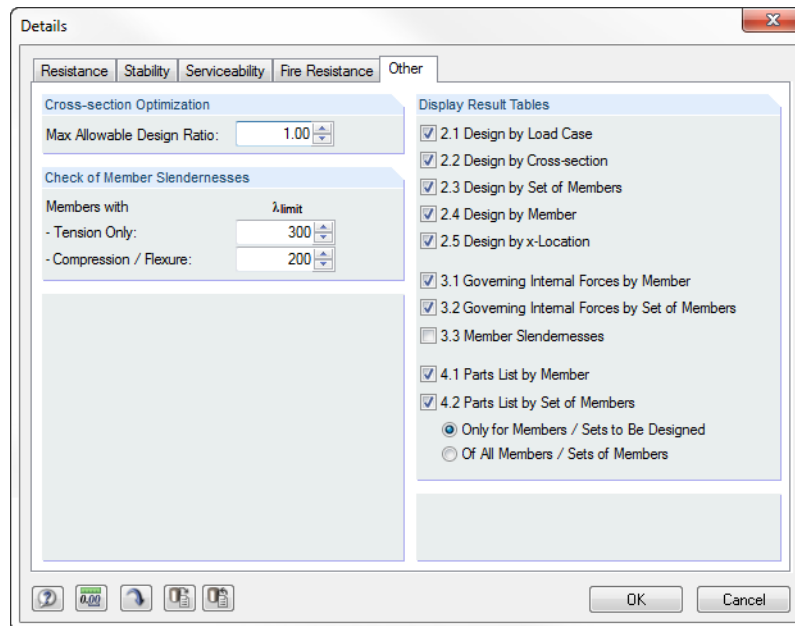 Details
Resistance Stability Serviceability Fire Resistance Other
Cross-section Optimization
Max Allowable Design Ratio: 1.00
Check of Member Slendernesses
Members with λlimit
- Tension Only: 300
- Compression / Flexure: 200
Display Result Tables
2.1 Design by Load Case
2.2 Design by Cross-section
2.3 Design by Set of Members
2.4 Design by Member
2.5 Design by x-Location
3.1 Governing Internal Forces by Member
3.2 Governing Internal Forces by Set of Members
3.3 Member Slendernesses
4.1 Parts List by Member
4.2 Parts List by Set of Members
Only for Members / Sets to Be Designed
Of All Members / Sets of Members
0.00
OK Cancel